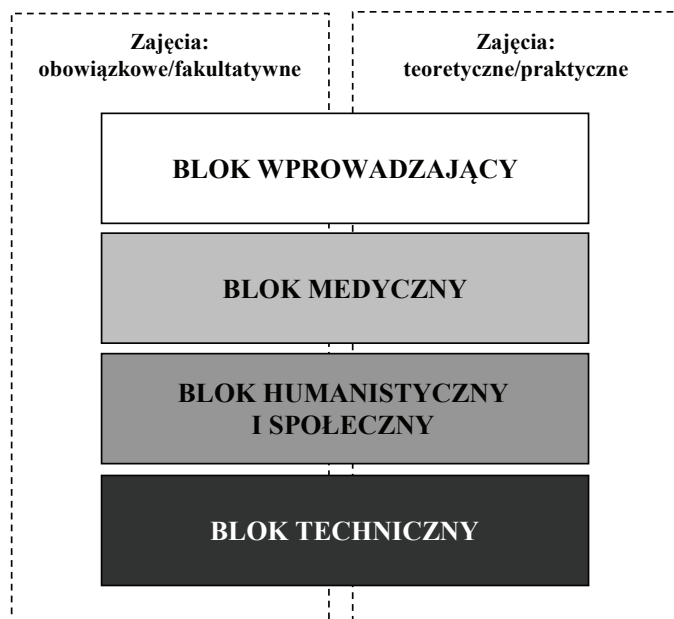 Zajęcia:
obowiązkowe/fakultatywne
Zajęcia:
teoretyczne/praktyczne
BLOK WPROWADZAJĄCY
BLOK MEDYCZNY
BLOK HUMANISTYCZNY
I SPOŁECZNY
BLOK TECHNICZNY